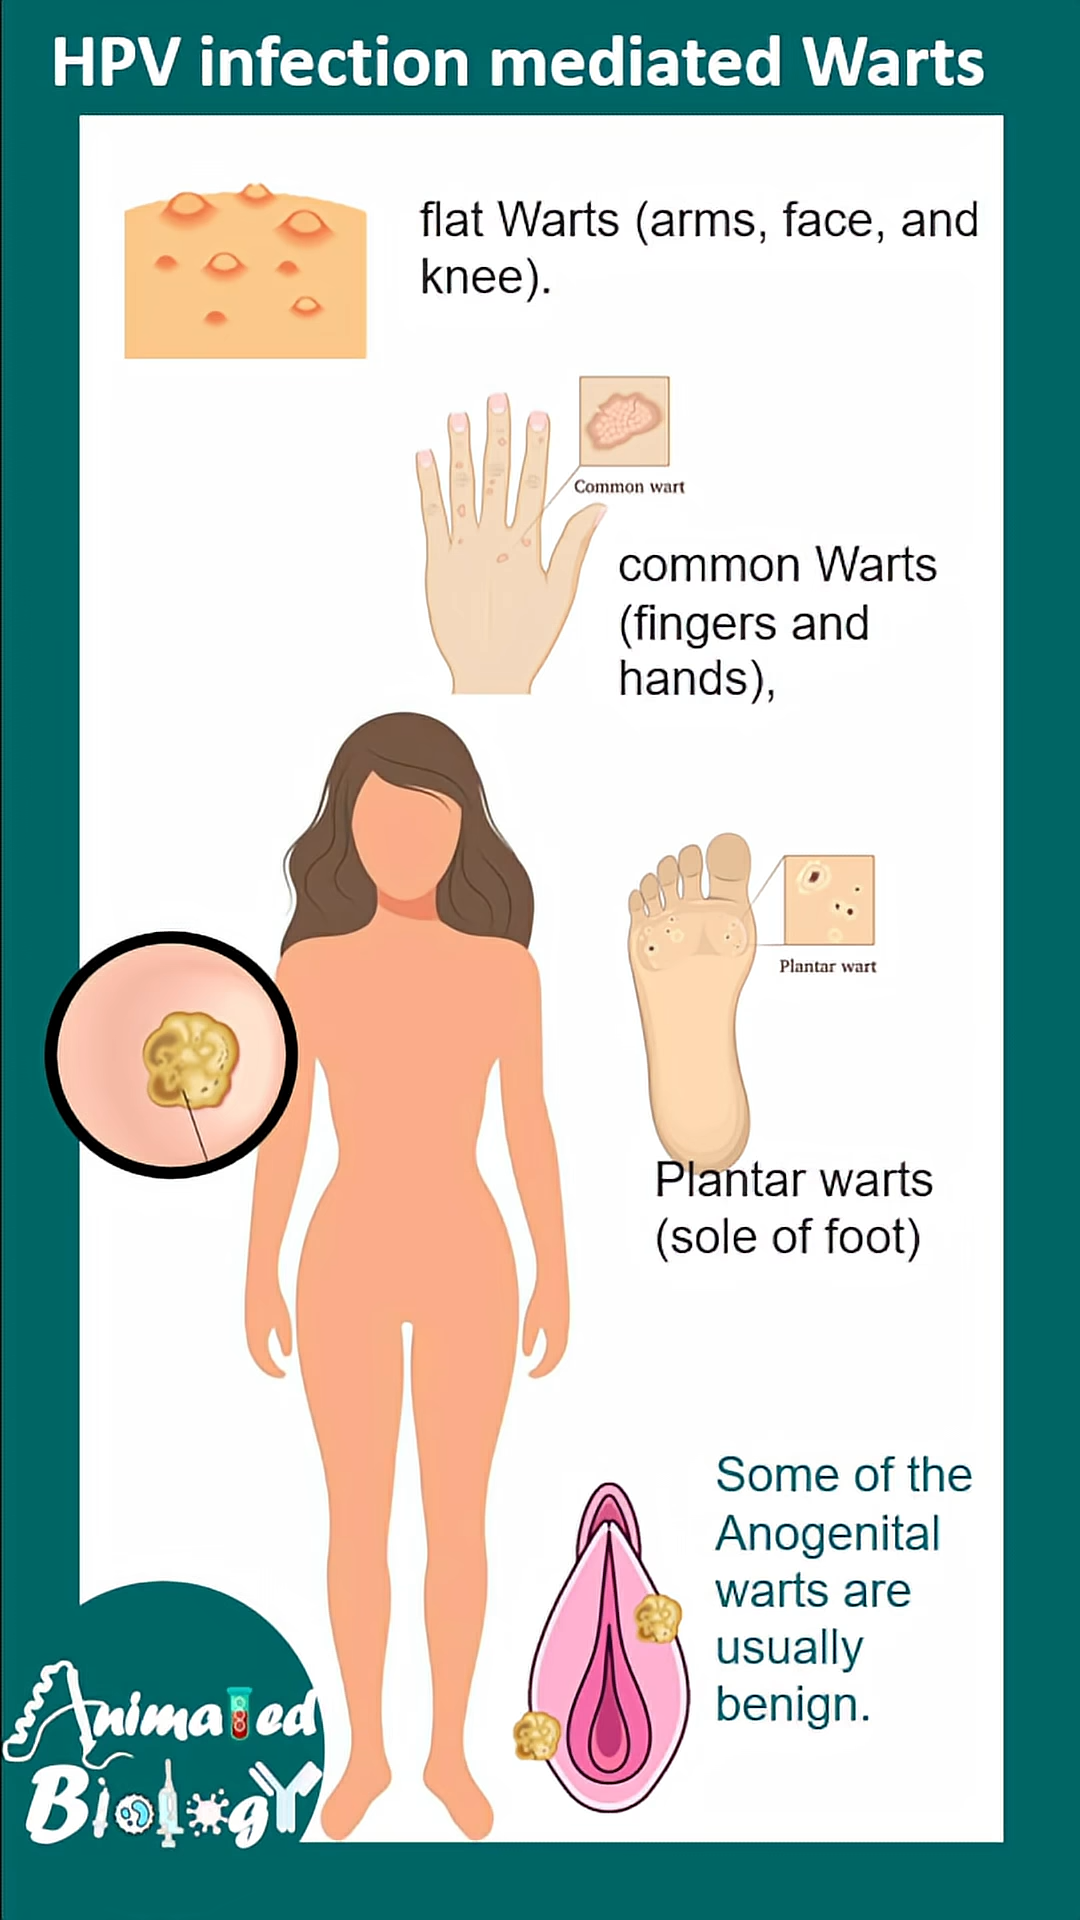 HPV infection mediated Warts
flat Warts (arms, face, and
knee).
Common wart
common Warts
(fingers and
hands),
Plantar wart
Plantar warts
(sole of foot)
Some of the
Anogenital
warts are
usually
benign.
Animated
Biology